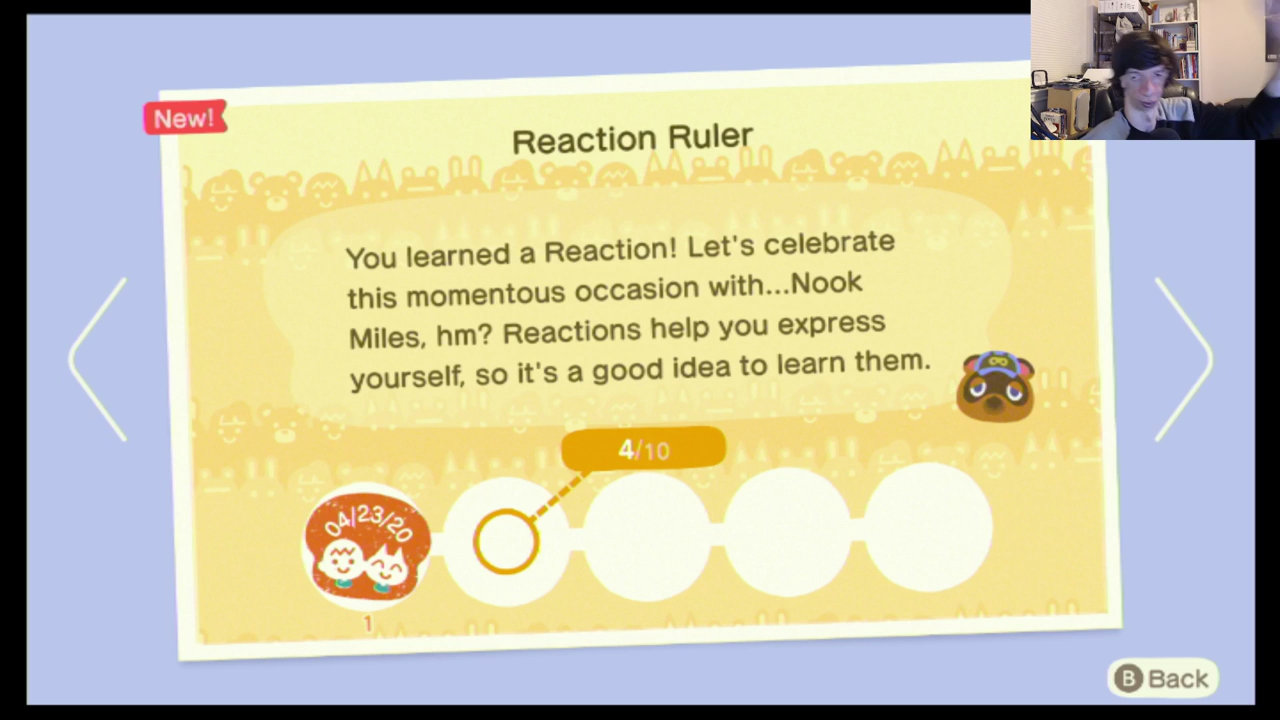 New!
Reaction Ruler
You learned a Reaction! Let's celebrate
this momentous occasion with...Nook
Miles, hm? Reactions help you express
yourself, so it's a good idea to learn them.
4/10
04/23/20
1
B Back